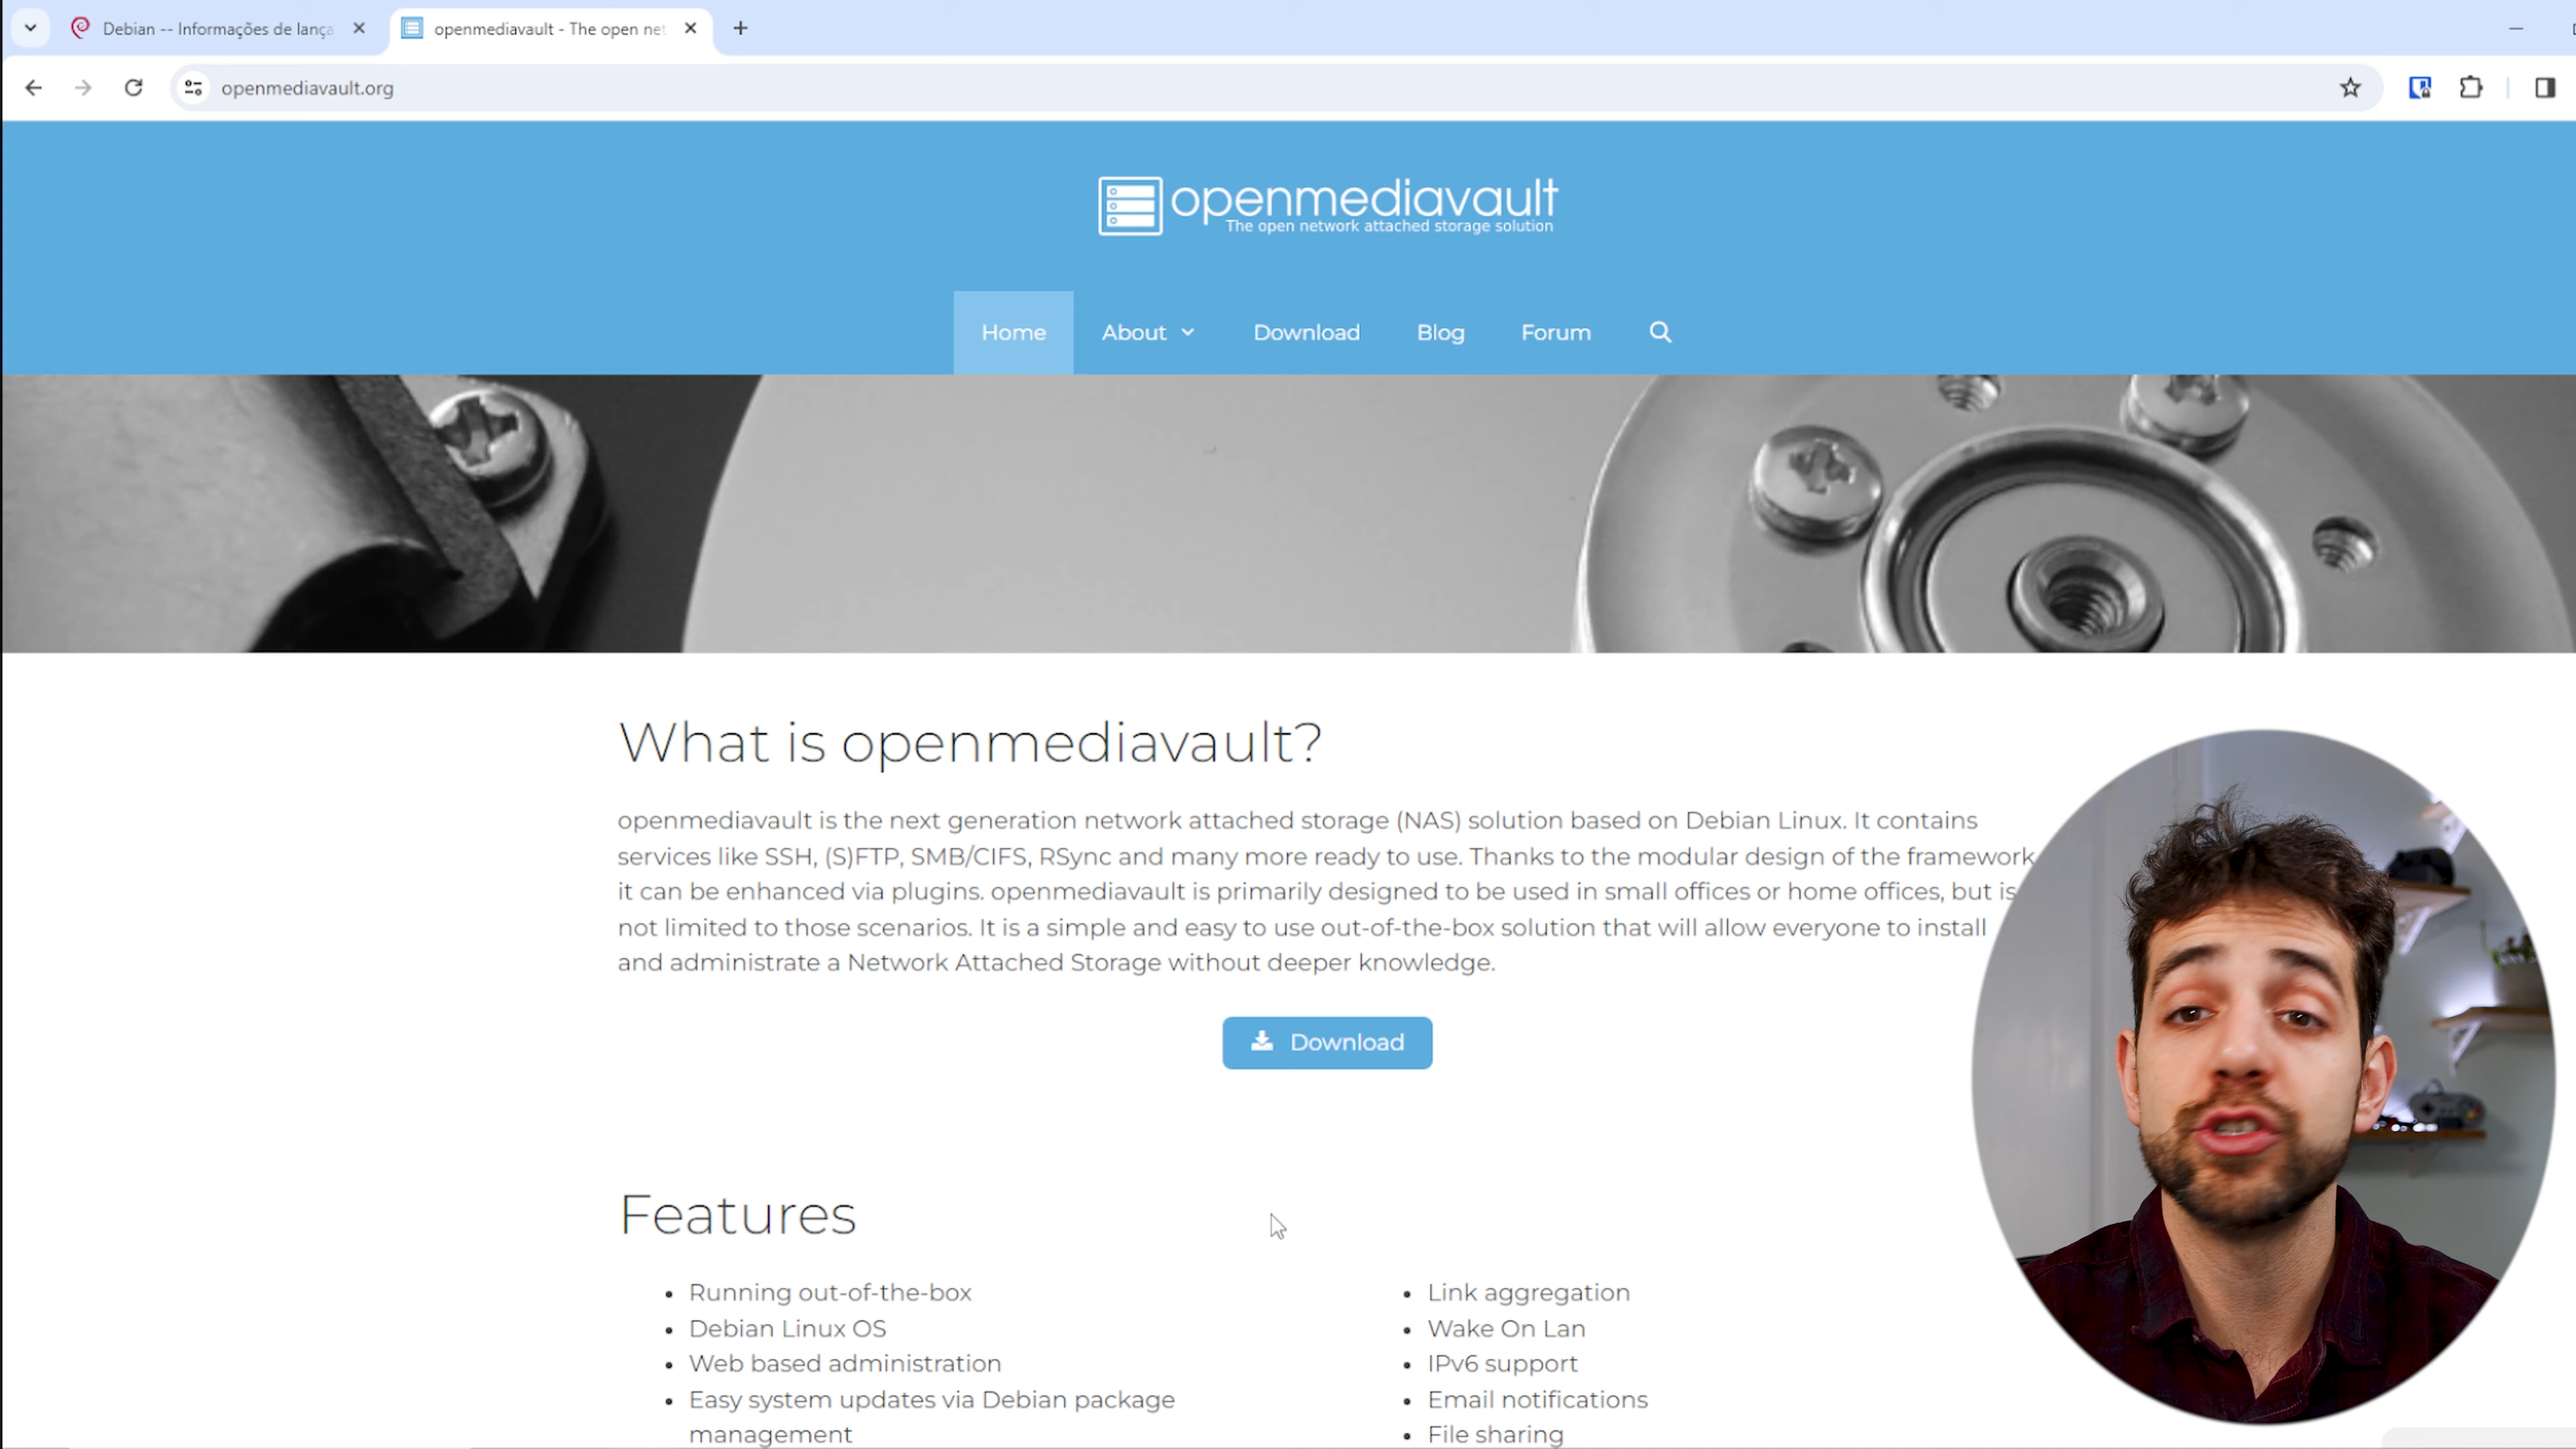 Debian -- Informações de lança
openmediavault - The open net
openmediavault.org
openmediavault
The open network attached storage solution
Home About Download Blog Forum
What is openmediavault?
openmediavault is the next generation network attached storage (NAS) solution based on Debian Linux. It contains
services like SSH, (S)FTP, SMB/CIFS, RSync and many more ready to use. Thanks to the modular design of the framework
it can be enhanced via plugins. openmediavault is primarily designed to be used in small offices or home offices, but is
not limited to those scenarios. It is a simple and easy to use out-of-the-box solution that will allow everyone to install
and administrate a Network Attached Storage without deeper knowledge.
Download
Features
• Running out-of-the-box
• Debian Linux OS
• Web based administration
• Easy system updates via Debian package
management
• Link aggregation
• Wake On Lan
• IPv6 support
• Email notifications
• File sharing